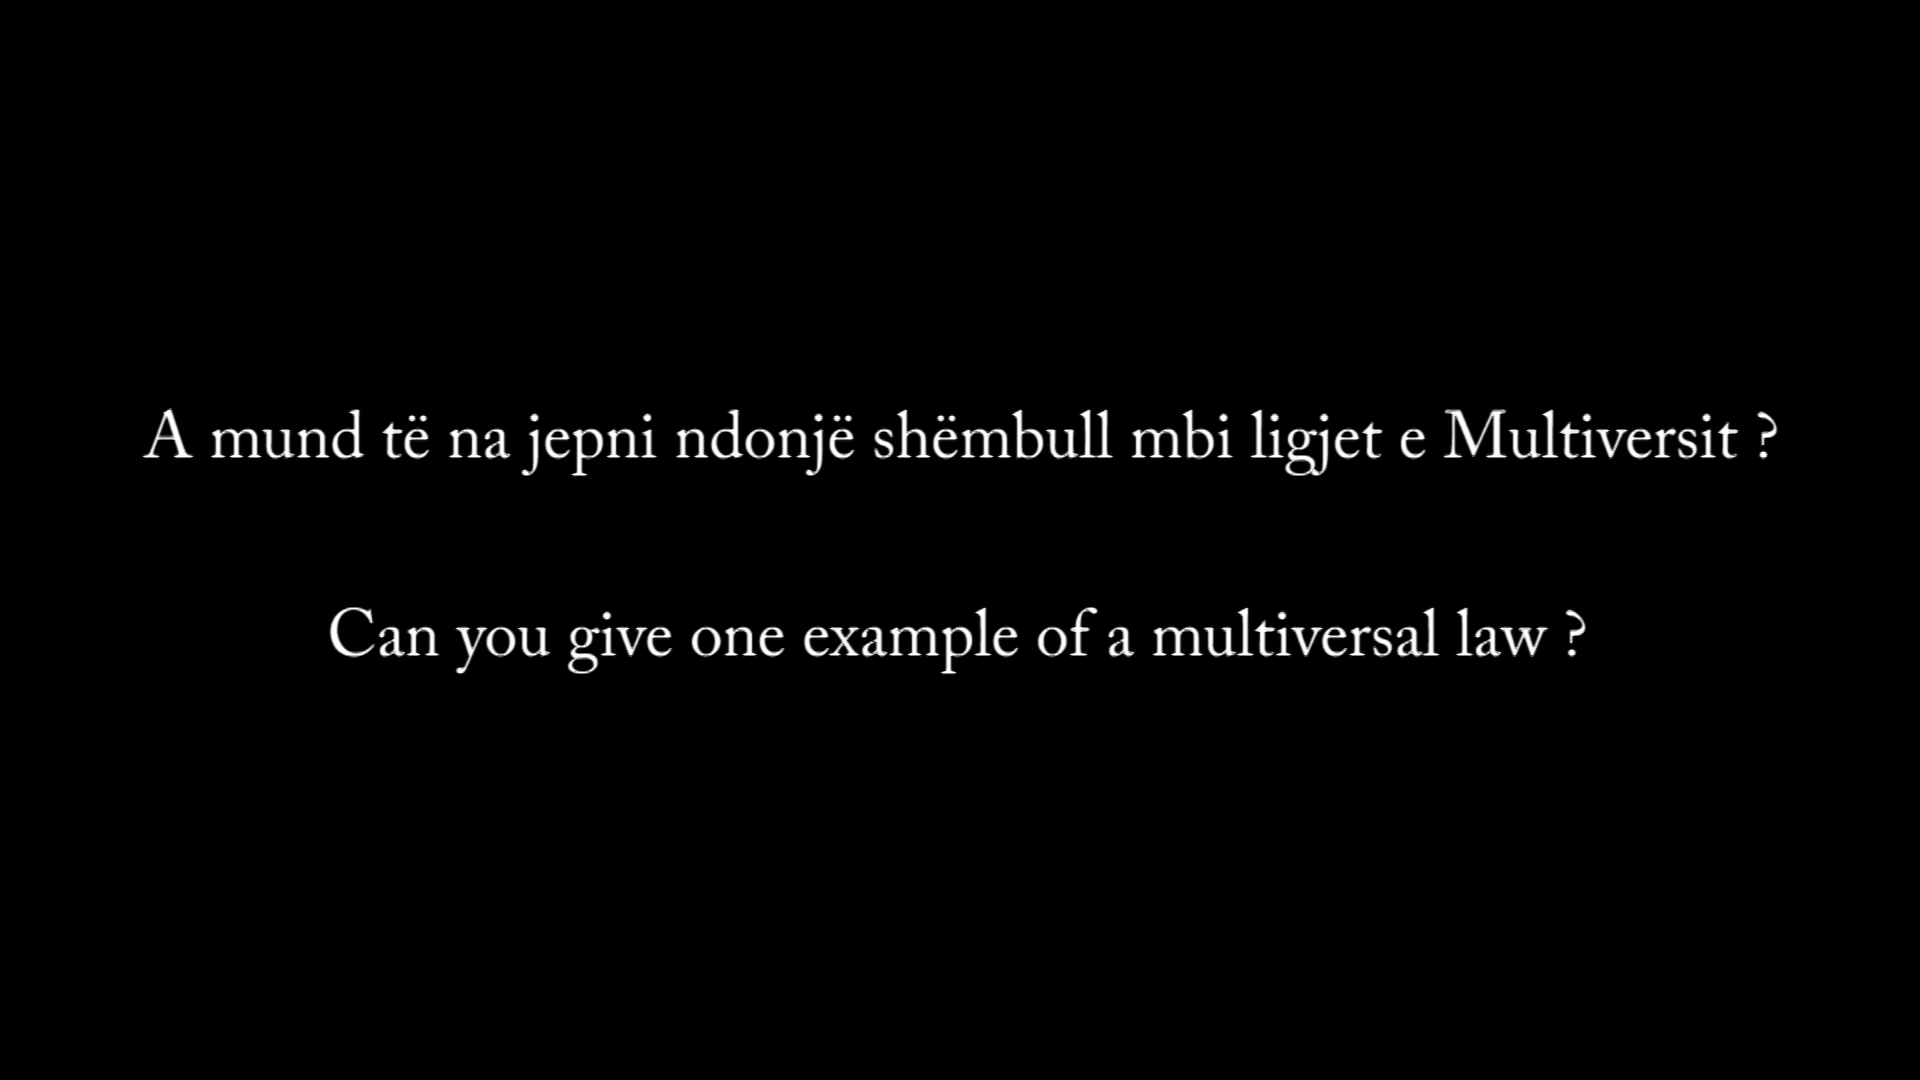 A mund të na jepni ndonjë shëmbull mbi ligjet e Multiversit ?
Can you give one example of a multiversal law ?